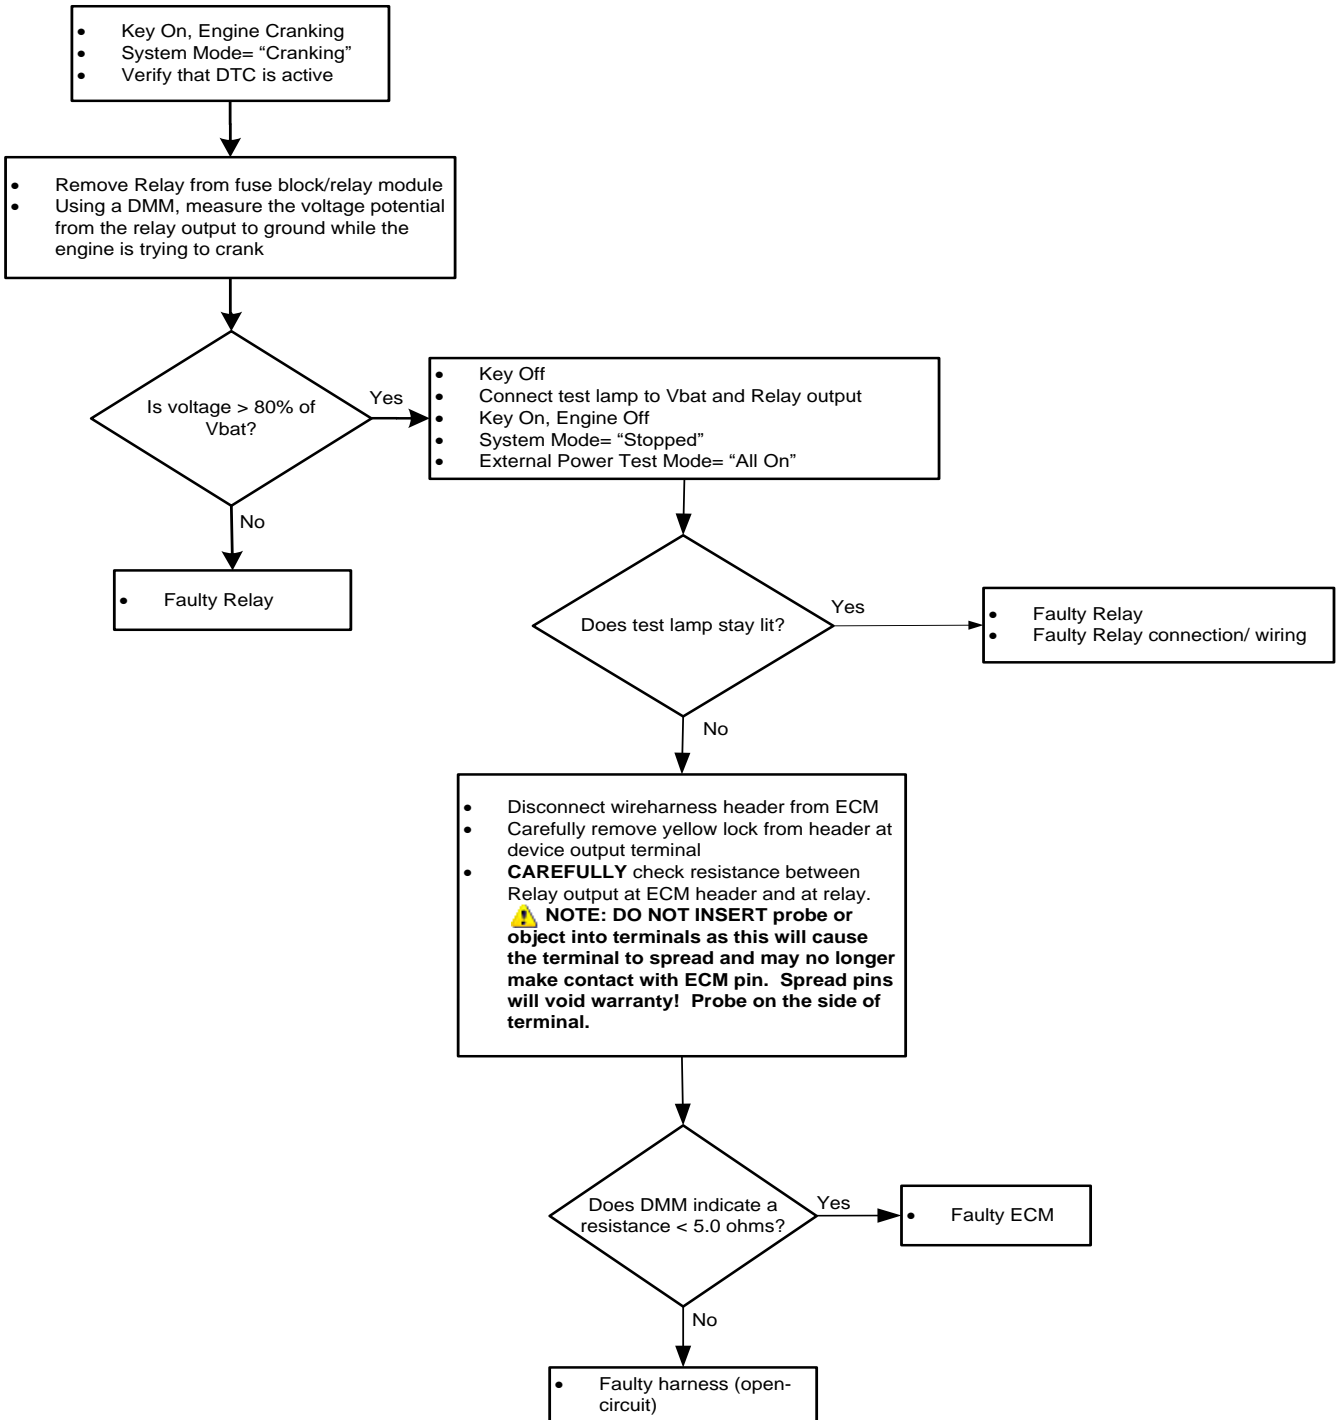 • Key On, Engine Cranking
• System Mode= “Cranking”
• Verify that DTC is active
• Remove Relay from fuse block/relay module
• Using a DMM, measure the voltage potential
from the relay output to ground while the
engine is trying to crank
Is voltage > 80% of
Vbat?
Yes
No
• Key Off
• Connect test lamp to Vbat and Relay output
• Key On, Engine Off
• System Mode= “Stopped”
• External Power Test Mode= “All On”
• Faulty Relay
Does test lamp stay lit?
Yes
No
• Faulty Relay
• Faulty Relay connection/ wiring
• Disconnect wireharness header from ECM
• Carefully remove yellow lock from header at
device output terminal
• CAREFULLY check resistance between
Relay output at ECM header and at relay.
NOTE: DO NOT INSERT probe or
object into terminals as this will cause
the terminal to spread and may no longer
make contact with ECM pin.  Spread pins
will void warranty!  Probe on the side of
terminal.
Does DMM indicate a
resistance < 5.0 ohms?
Yes
No
• Faulty ECM
• Faulty harness (open-
circuit)